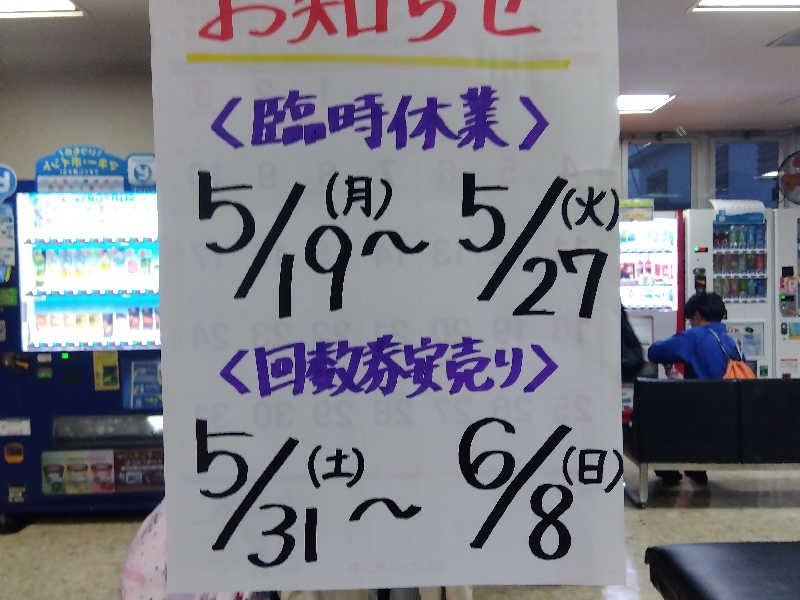 お知らせ
〈臨時休業〉
5/19(月)～5/27(火)
〈回数券安売り〉
5/31(土)～6/8(日)